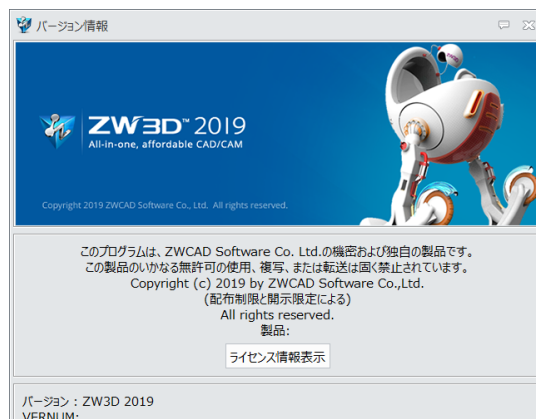 バージョン情報
ZW3D™ 2019
All-in-one, affordable CAD/CAM
Copyright 2019 ZWCAD Software Co., Ltd. All rights reserved.
このプログラムは、ZWCAD Software Co. Ltd.の機密および独自の製品です。
この製品のいかなる無許可の使用、複写、または転送は固く禁止されています。
Copyright (c) 2019 by ZWCAD Software Co.,Ltd.
(配布制限と開示限定による)
All rights reserved.
製品:
ライセンス情報表示
バージョン : ZW3D 2019
VERNUM: